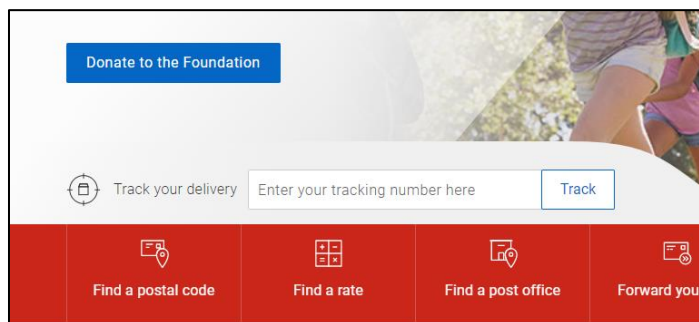 Donate to the Foundation
Track your delivery Enter your tracking number here Track
Find a postal code Find a rate Find a post office Forward you